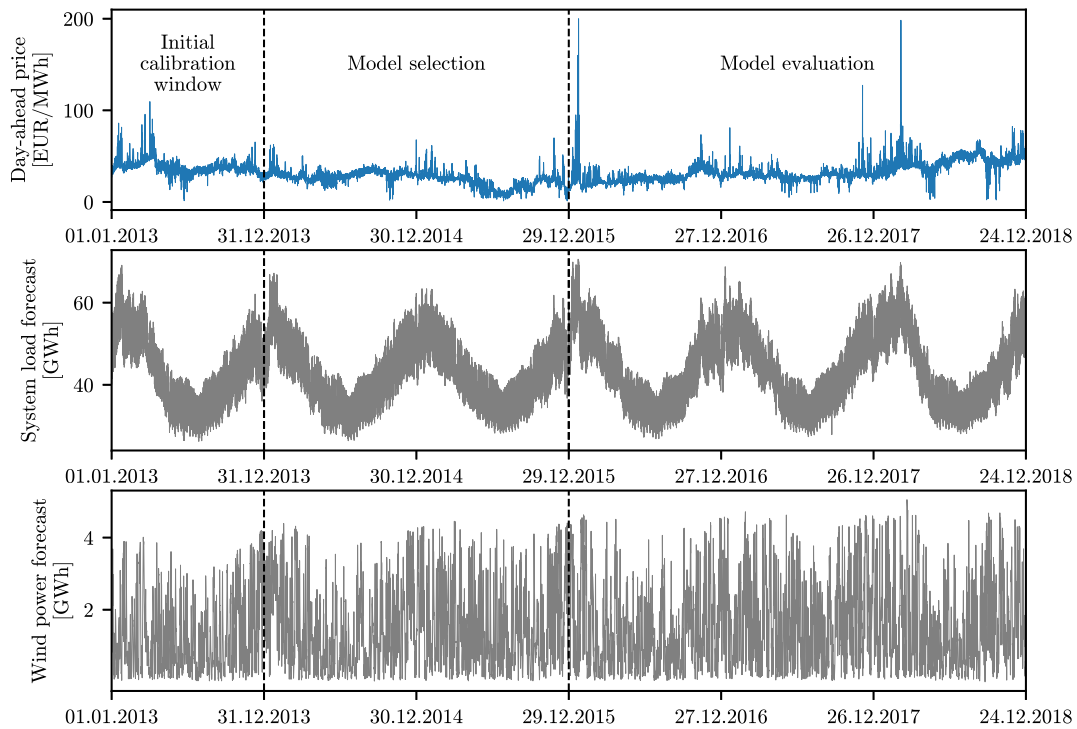 Day-ahead price
[EUR/MWh]
200
100
0
Initial
calibration
window
Model selection
Model evaluation
01.01.2013
31.12.2013
30.12.2014
29.12.2015
27.12.2016
26.12.2017
24.12.2018
System load forecast
[GWh]
60
40
01.01.2013
31.12.2013
30.12.2014
29.12.2015
27.12.2016
26.12.2017
24.12.2018
Wind power forecast
[GWh]
4
2
01.01.2013
31.12.2013
30.12.2014
29.12.2015
27.12.2016
26.12.2017
24.12.2018